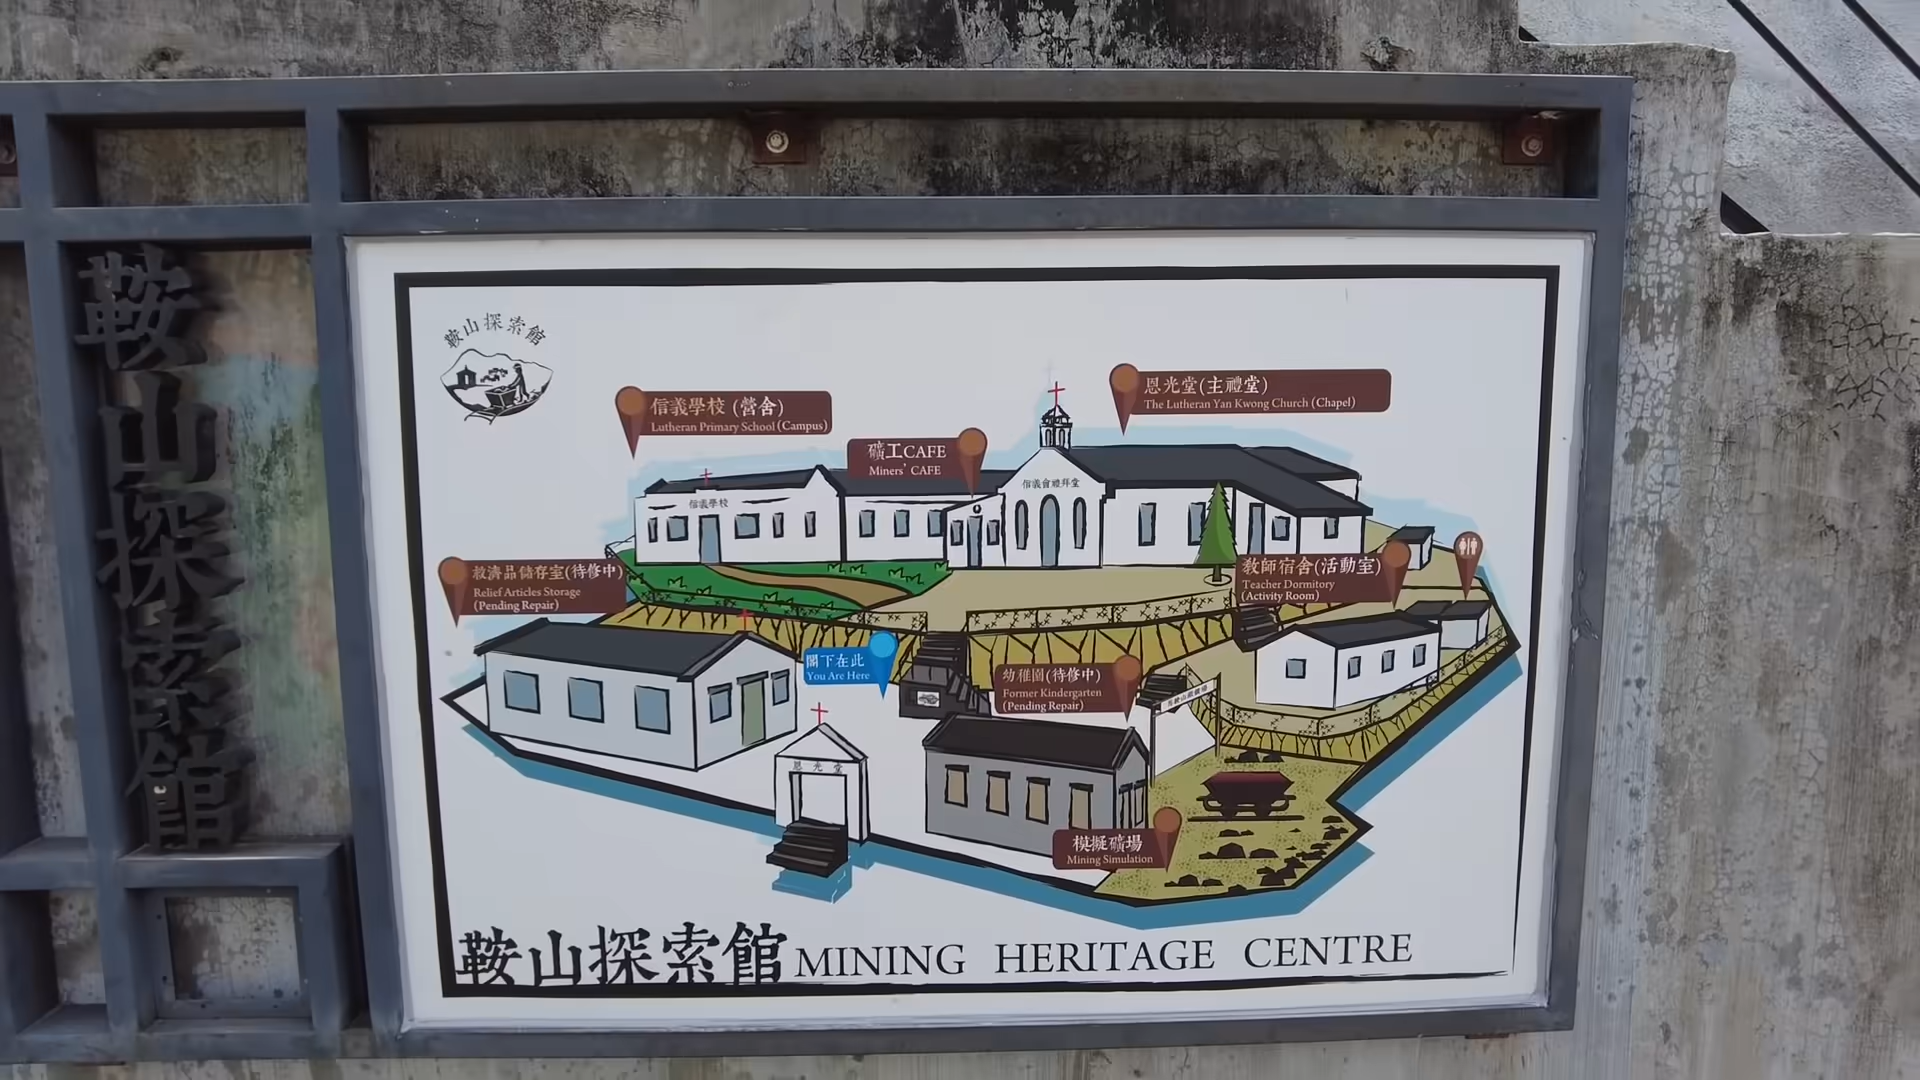 鞍山探索館
鞍山探索館
信義學校 (營舍)
Lutheran Primary School (Campus)
礦工CAFE
Miners' CAFE
恩光堂(主禮堂)
The Lutheran Yan Kwong Church (Chapel)
信義學校
信義會禮拜堂
救濟品儲存室(待修中)
Relief Articles Storage
(Pending Repair)
教師宿舍(活動室)
Teacher Dormitory
(Activity Room)
閣下在此
You Are Here
幼稚園(待修中)
Former Kindergarten
(Pending Repair)
恩光堂
模擬礦場
Mining Simulation
鞍山探索館 MINING HERITAGE CENTRE